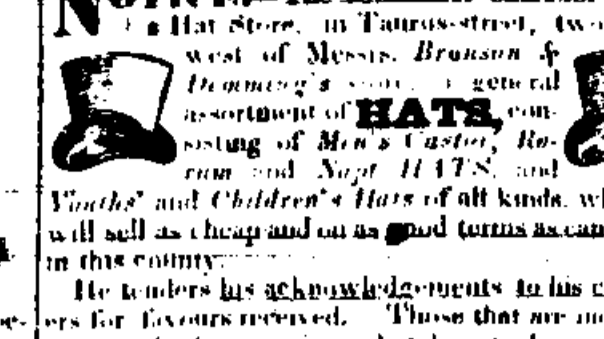 Hat Store, in Taurus-street, two
west of Messrs. Bronson &
Demming's general
assortment of HATS, con-
sisting of Men's Castor, Ro-
ram and Napt HATS, and
Youths' and Children's Hats of all kinds,
will sell as cheap and on as good terms as can
in this county
He tenders his acknowledgements to his
ers for favours received. Those that are